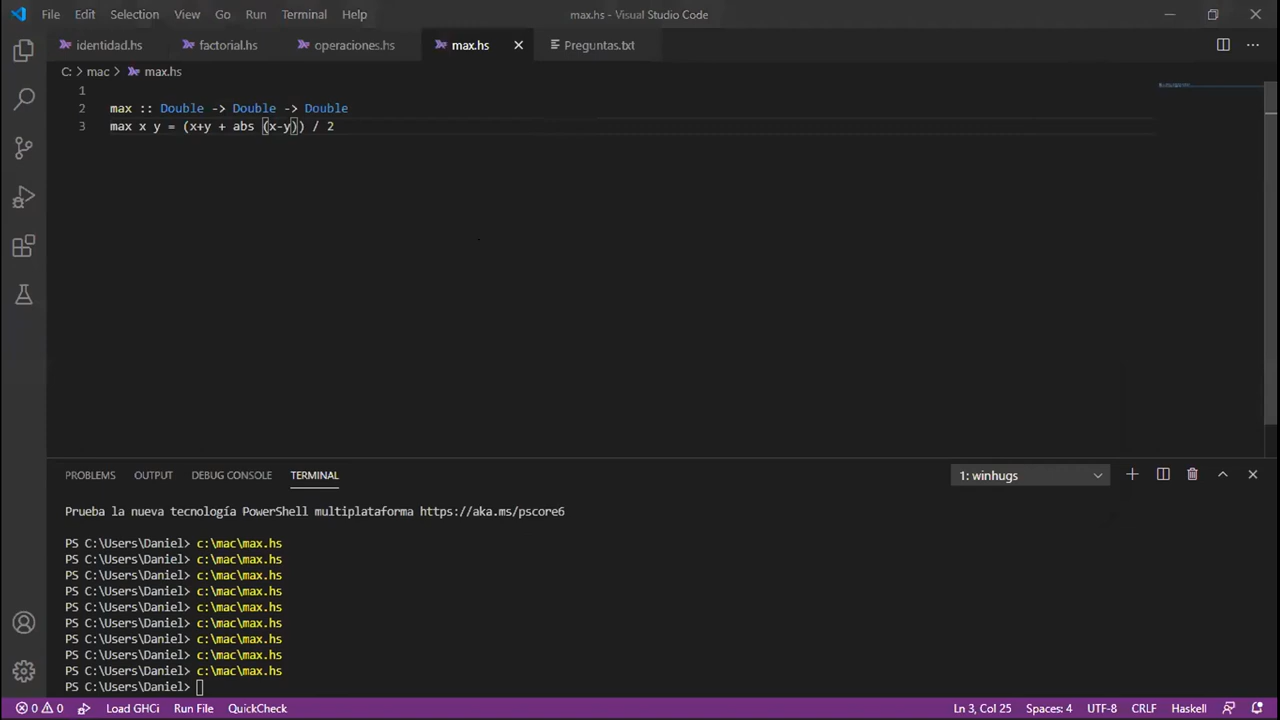 File Edit Selection View Go Run Terminal Help max.hs - Visual Studio Code
identidad.hs factorial.hs operaciones.hs max.hs Preguntas.txt
C: > mac > max.hs
1
2 max :: Double -> Double -> Double
3 max x y = (x+y + abs (x-y)) / 2
PROBLEMS OUTPUT DEBUG CONSOLE TERMINAL 1: winhugs
Prueba la nueva tecnología PowerShell multiplataforma https://aka.ms/pscore6
PS C:\Users\Daniel> c:\mac\max.hs
PS C:\Users\Daniel> c:\mac\max.hs
PS C:\Users\Daniel> c:\mac\max.hs
PS C:\Users\Daniel> c:\mac\max.hs
PS C:\Users\Daniel> c:\mac\max.hs
PS C:\Users\Daniel> c:\mac\max.hs
PS C:\Users\Daniel> c:\mac\max.hs
PS C:\Users\Daniel> c:\mac\max.hs
PS C:\Users\Daniel> c:\mac\max.hs
PS C:\Users\Daniel>
0 0 Load GHCi Run File QuickCheck Ln 3, Col 25 Spaces: 4 UTF-8 CRLF Haskell